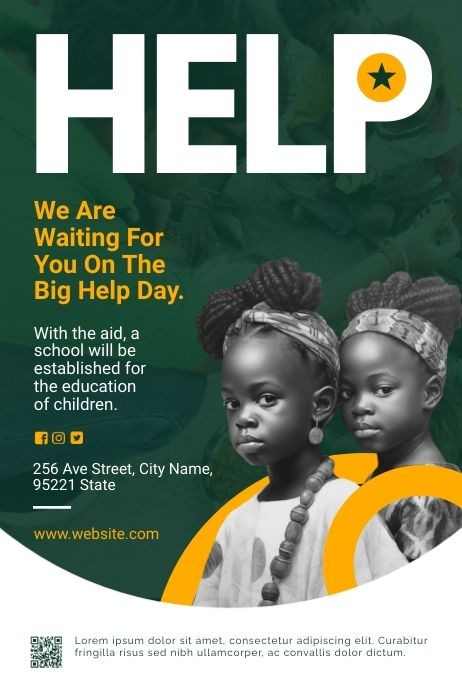 HELP
We Are
Waiting For
You On The
Big Help Day.
With the aid, a
school will be
established for
the education
of children.
256 Ave Street, City Name,
95221 State
www.website.com
Lorem ipsum dolor sit amet, consectetur adipiscing elit. Curabitur
fringilla risus sed nibh ullamcorper, ac convallis dolor dictum.